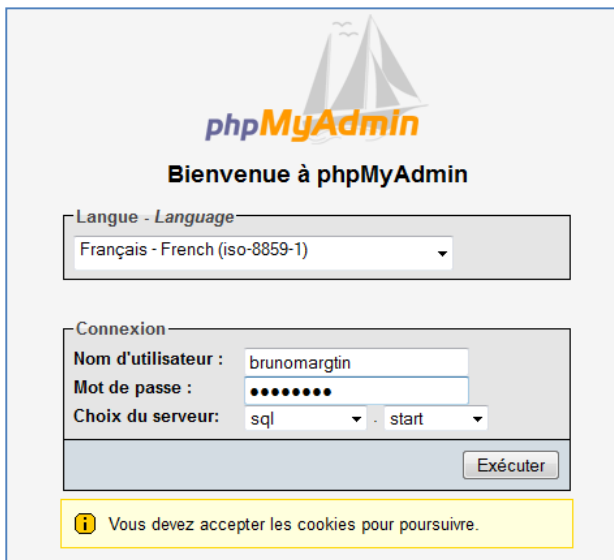 phpMyAdmin
Bienvenue à phpMyAdmin
Langue - Language
Français - French (iso-8859-1)
Connexion
Nom d'utilisateur : brunomargtin
Mot de passe : ●●●●●●●●
Choix du serveur: sql . start
Exécuter
Vous devez accepter les cookies pour poursuivre.